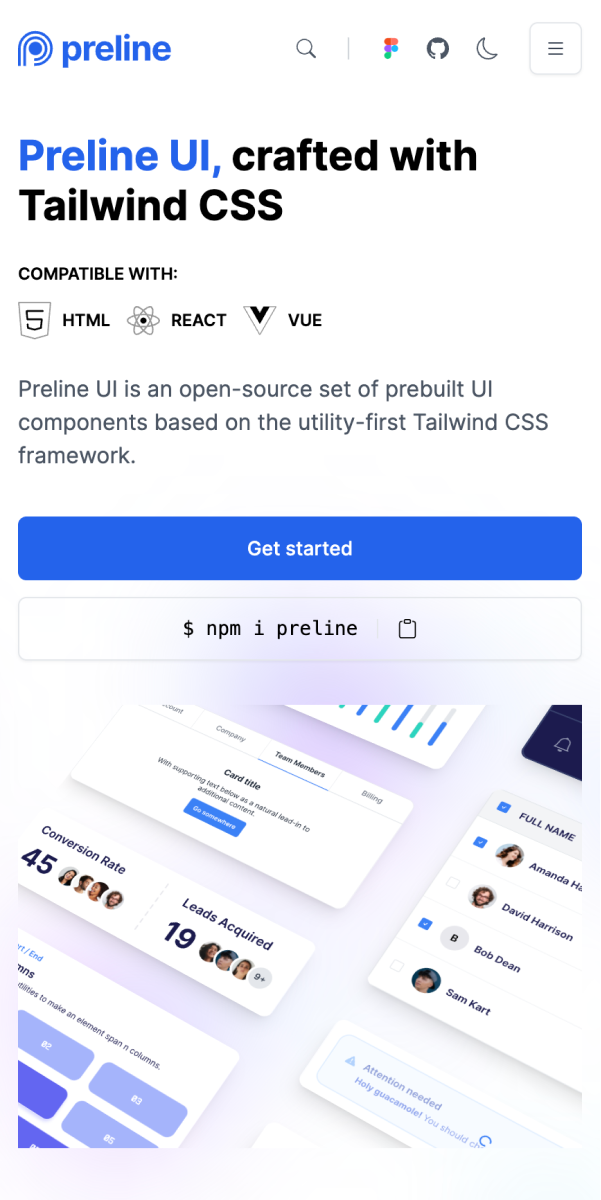 preline
Preline UI, crafted with
Tailwind CSS
COMPATIBLE WITH:
HTML
REACT
VUE
Preline UI is an open-source set of prebuilt UI
components based on the utility-first Tailwind CSS
framework.
Get started
$ npm i preline
Company
Team Members
Billing
Card title
With supporting text below as a natural lead-in to
additional content.
Go somewhere
Conversion Rate
45
Leads Acquired
19
9+
FULL NAME
Amanda Ha
David Harrison
B
Bob Dean
Sam Kart
rt / End
mns
utilities to make an element span n columns.
02
03
05
Attention needed
Holy guacamole! You should ch